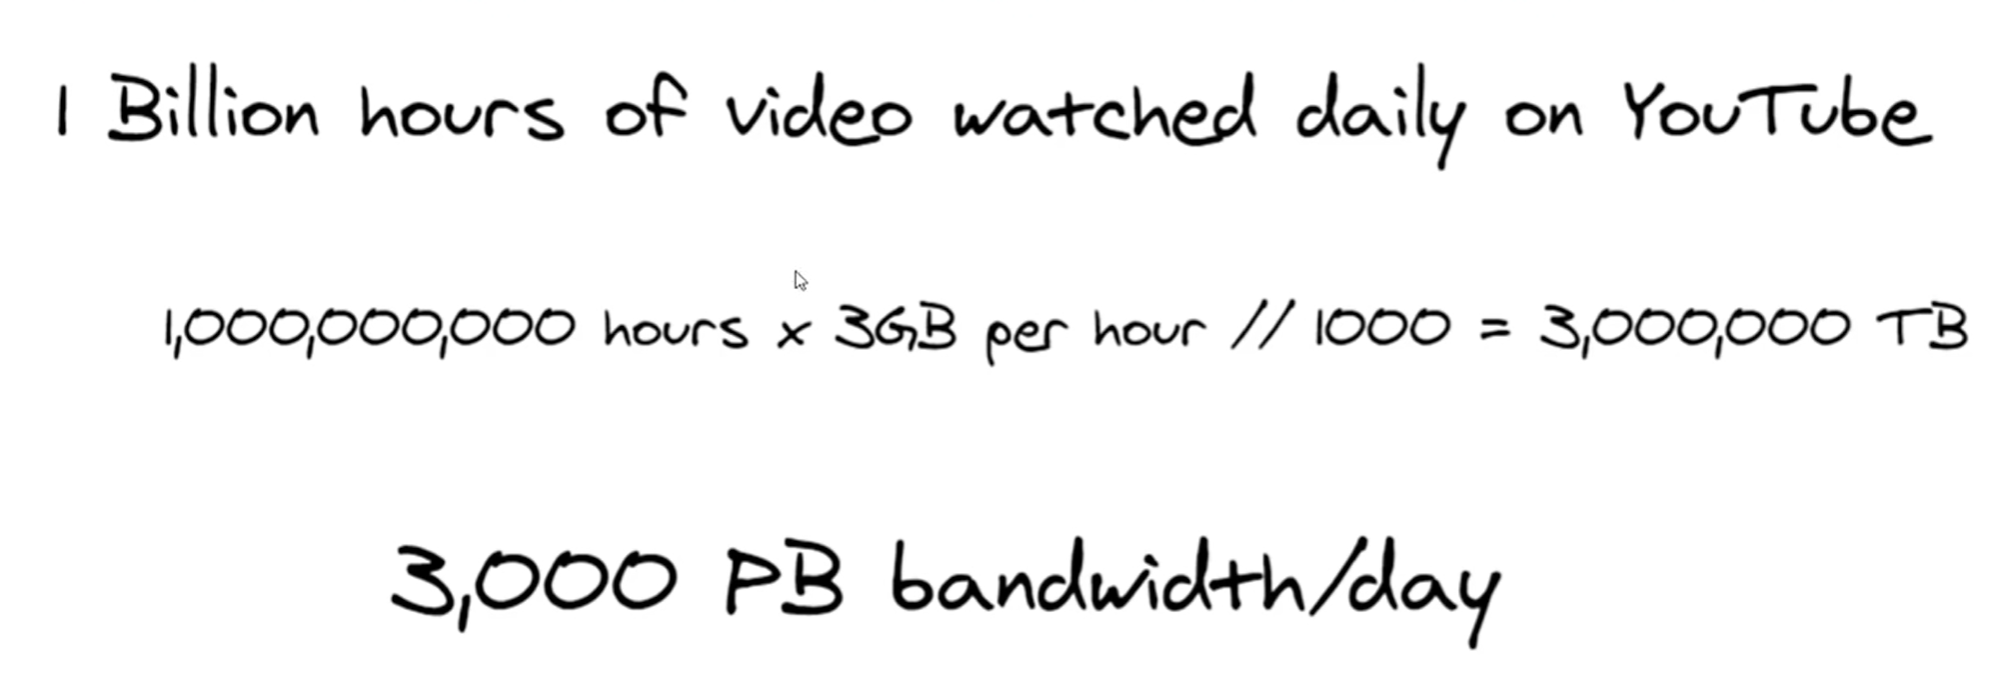 1 Billion hours of video watched daily on YouTube
1,000,000,000 hours x 3GB per hour // 1000 = 3,000,000 TB
3,000 PB bandwidth/day